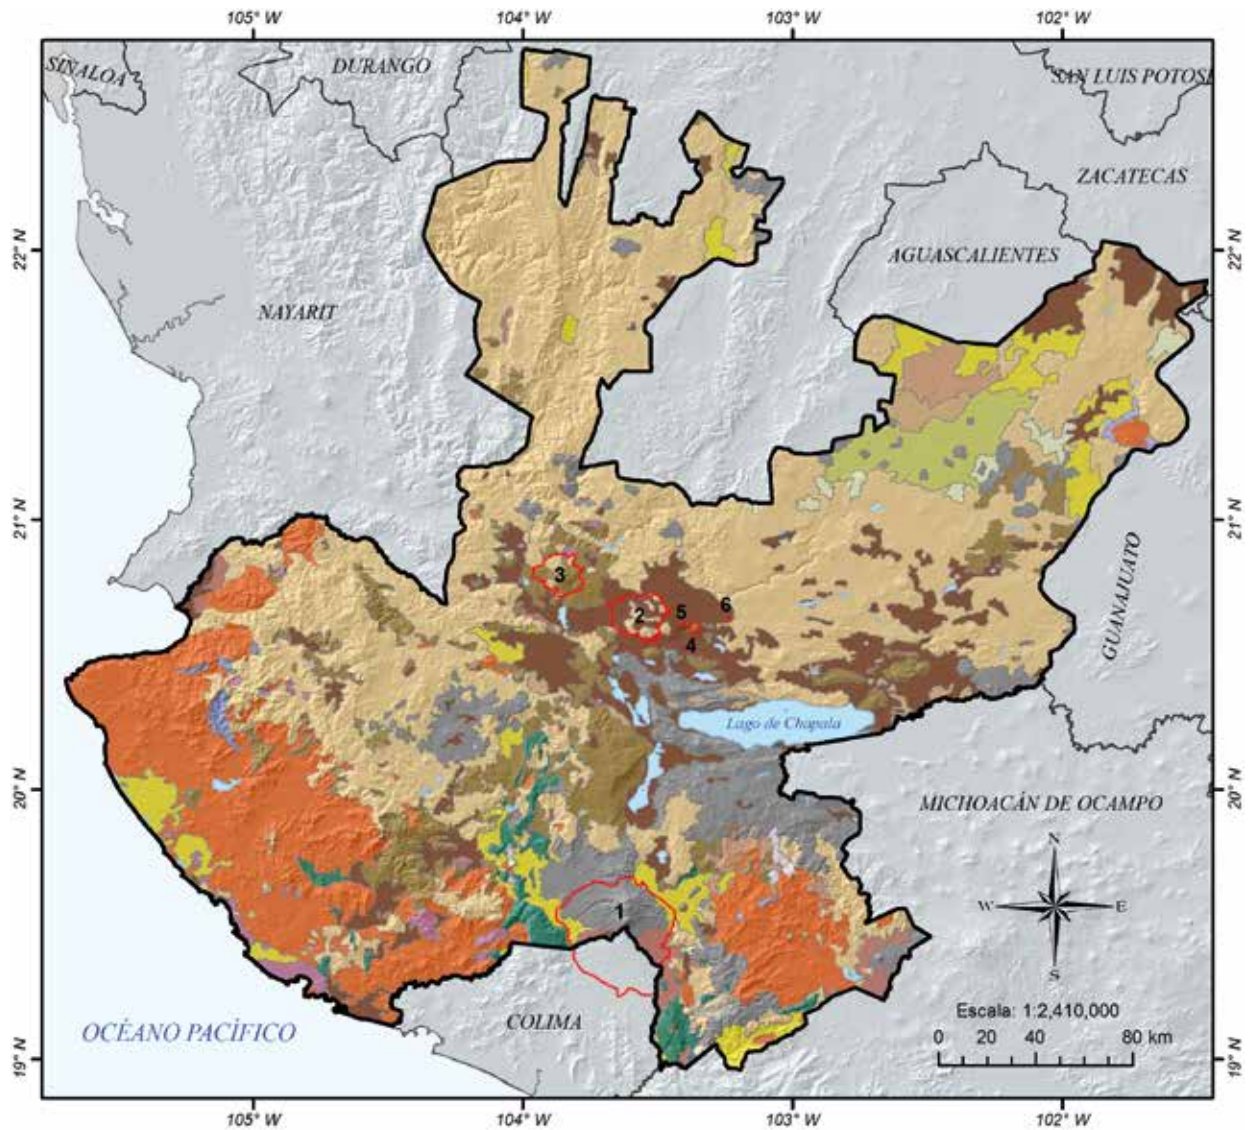 105° W
104° W
103° W
102° W
SINALOA
DURANGO
SAN LUIS POTOSÍ
ZACATECAS
22° N
22° N
AGUASCALIENTES
NAYARIT
21° N
21° N
3
GUANAJUATO
2
5
6
4
Lago de Chapala
20° N
20° N
MICHOACÁN DE OCAMPO
N
W
E
1
S
Escala: 1:2,410,000
OCÉANO PACÍFICO
COLIMA
0 20 40 80 km
19° N
19° N
105° W
104° W
103° W
102° W